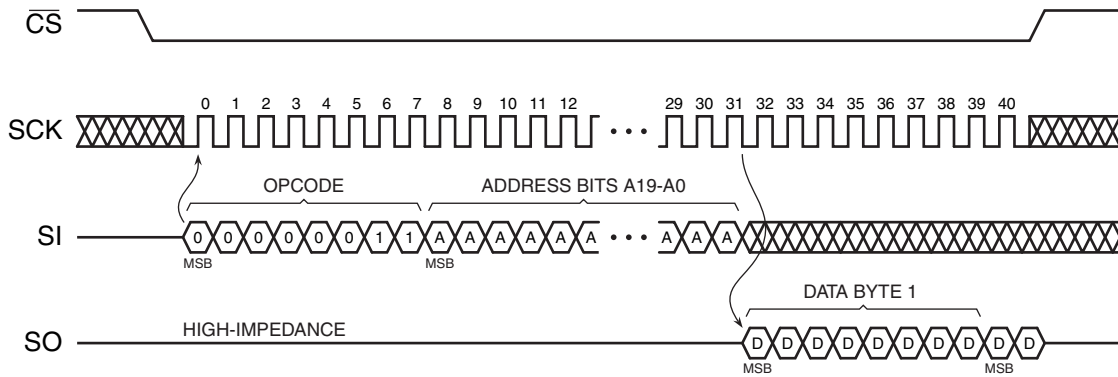 CS
0 1 2 3 4 5 6 7 8 9 10 11 12 29 30 31 32 33 34 35 36 37 38 39 40
SCK
OPCODE ADDRESS BITS A19-A0
SI 0 0 0 0 0 0 1 1 A A A A A A A A A
MSB MSB
DATA BYTE 1
SO HIGH-IMPEDANCE D D D D D D D D D D
MSB MSB